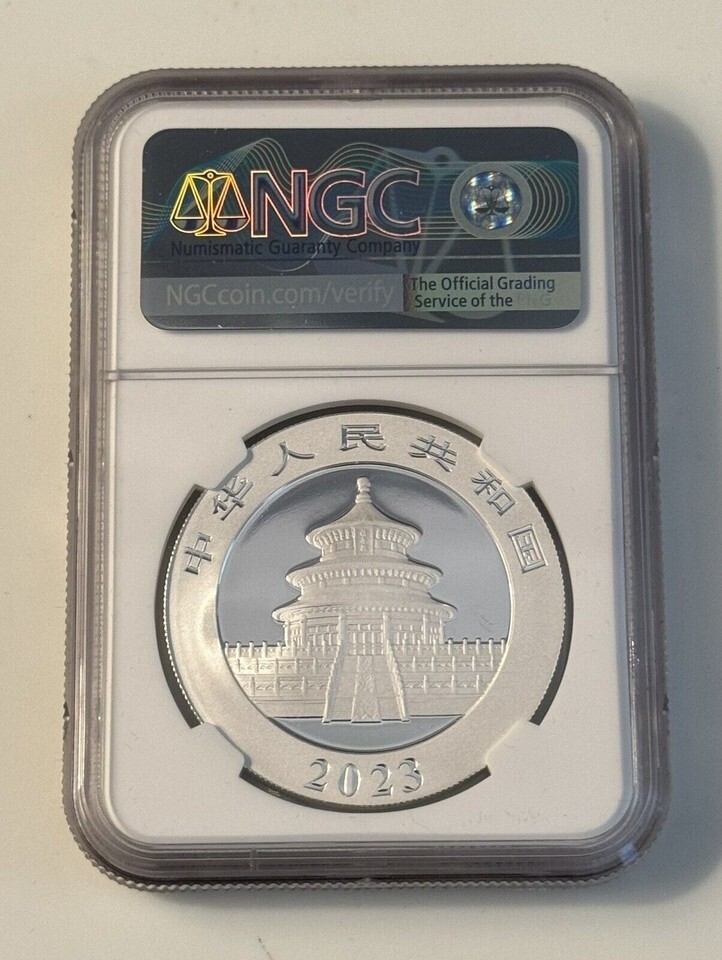 NGC
Numismatic Guaranty Company
NGCcoin.com/verify
The Official Grading
Service of the PNG
中华人民共和国
2023